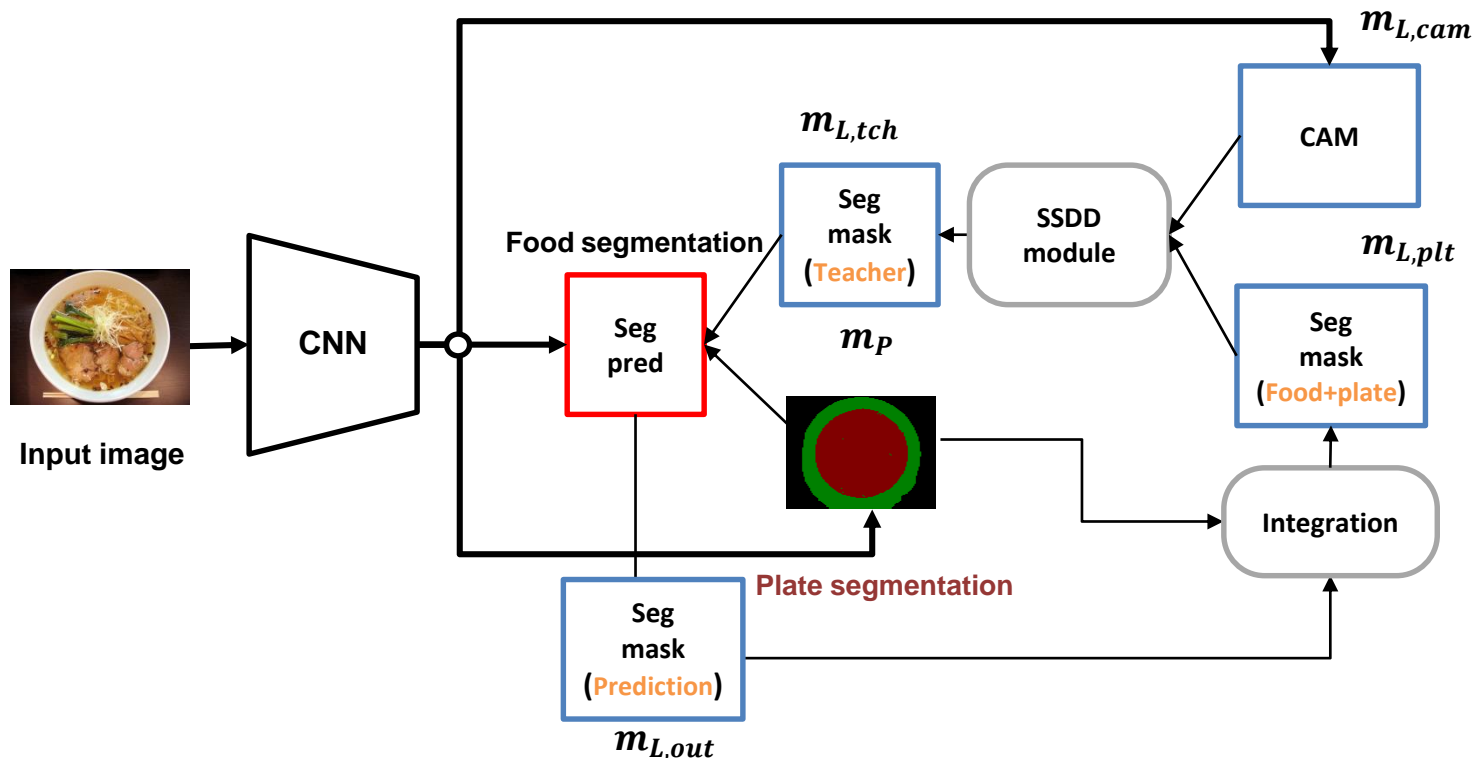 m_{L,cam}
CAM
m_{L,tch}
Seg
mask
(Teacher)
SSDD
module
m_{L,plt}
Food segmentation
Seg
pred
m_P
CNN
Seg
mask
(Food+plate)
Input image
Integration
Plate segmentation
Seg
mask
(Prediction)
m_{L,out}